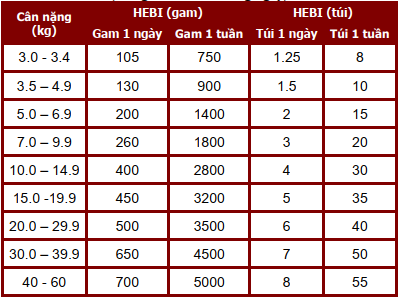 Cân nặng (kg) HEBI (gam) HEBI (túi)
Gam 1 ngày Gam 1 tuần Túi 1 ngày Túi 1 tuần
3.0 - 3.4 105 750 1.25 8
3.5 – 4.9 130 900 1.5 10
5.0 – 6.9 200 1400 2 15
7.0 – 9.9 260 1800 3 20
10.0 – 14.9 400 2800 4 30
15.0 -19.9 450 3200 5 35
20.0 – 29.9 500 3500 6 40
30.0 – 39.9 650 4500 7 50
40 - 60 700 5000 8 55